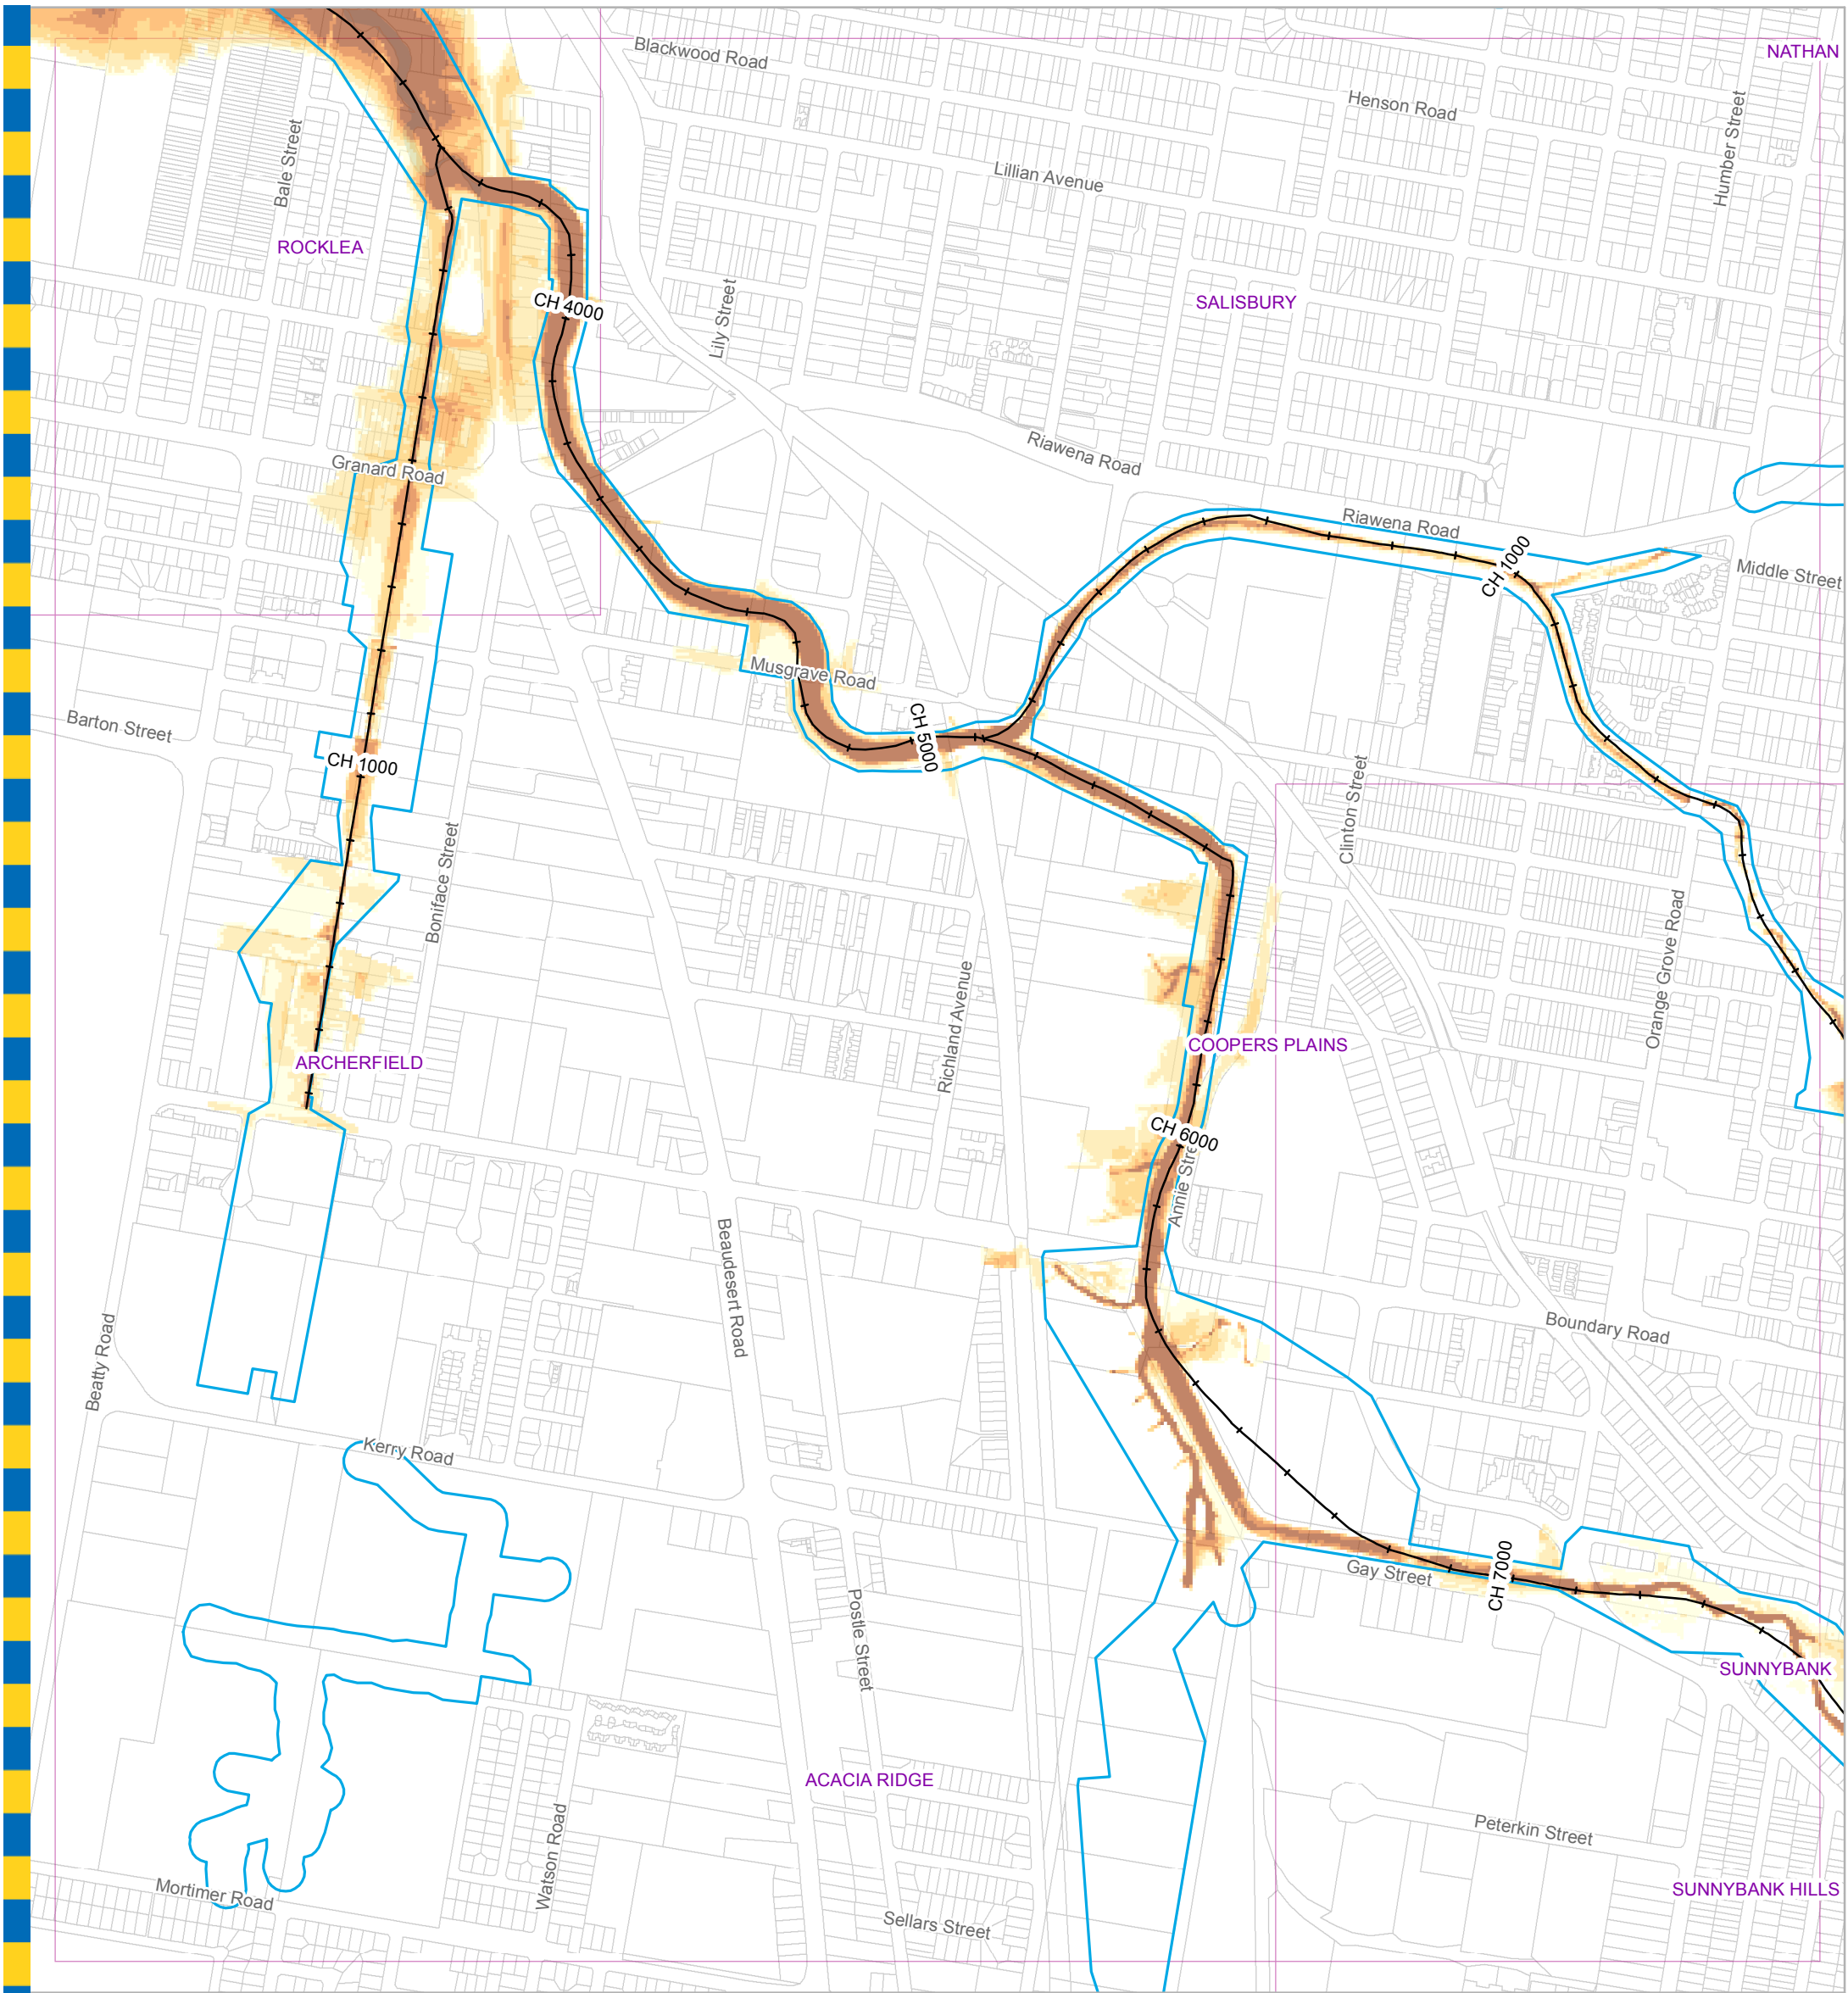 Blackwood Road
NATHAN
Henson Road
Humber Street
Bale Street
Lillian Avenue
ROCKLEA
SALISBURY
CH 4000
Lily Street
Riawena Road
Granard Road
Riawena Road
CH 1000
Middle Street
Musgrave Road
Barton Street
CH 5000
CH 1000
Clinton Street
Boniface Street
Orange Grove Road
Richland Avenue
COOPERS PLAINS
ARCHERFIELD
CH 6000
Annie Stre
Beaudesert Road
Boundary Road
Beatty Road
Kerry Road
Gay Street
CH 7000
Postle Street
SUNNYBANK
ACACIA RIDGE
Peterkin Street
Watson Road
Mortimer Road
SUNNYBANK HILLS
Sellars Street